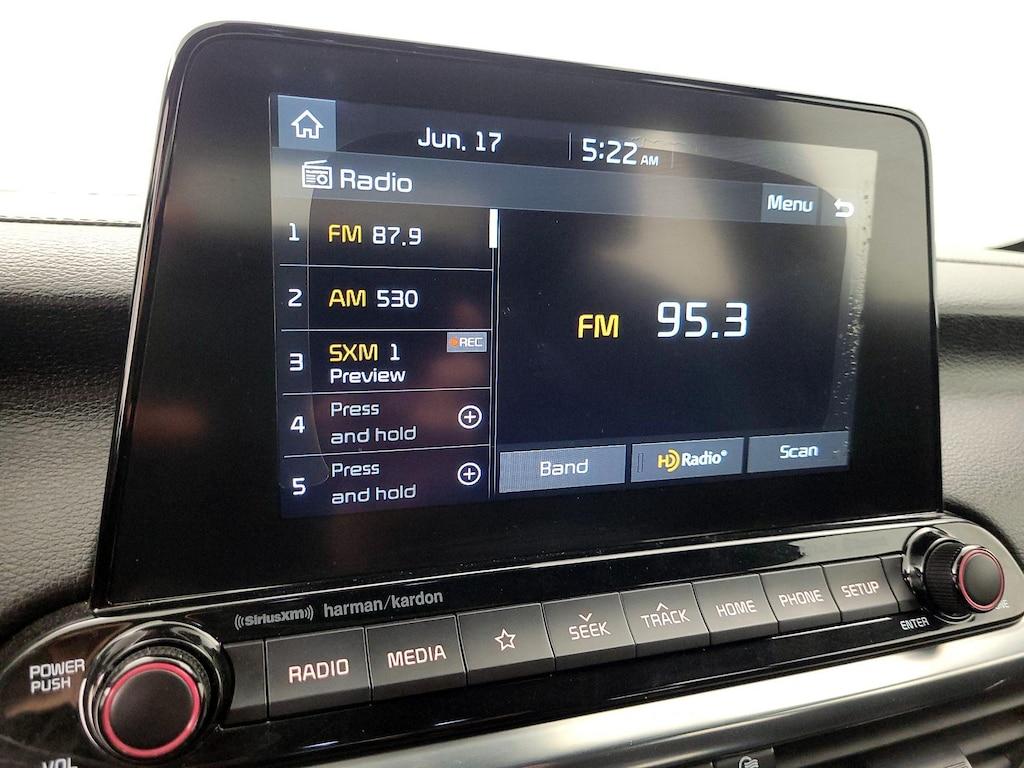 Jun. 17
5:22 AM
Radio
Menu
1 FM 87.9
2 AM 530
3 SXM 1 REC
Preview
4 Press
and hold
5 Press
and hold
FM 95.3
Band
HD Radio®
Scan
((SiriusXM)) harman/kardon
POWER
PUSH
VOL
RADIO
MEDIA
SEEK
TRACK
HOME
PHONE
SETUP
ENTER